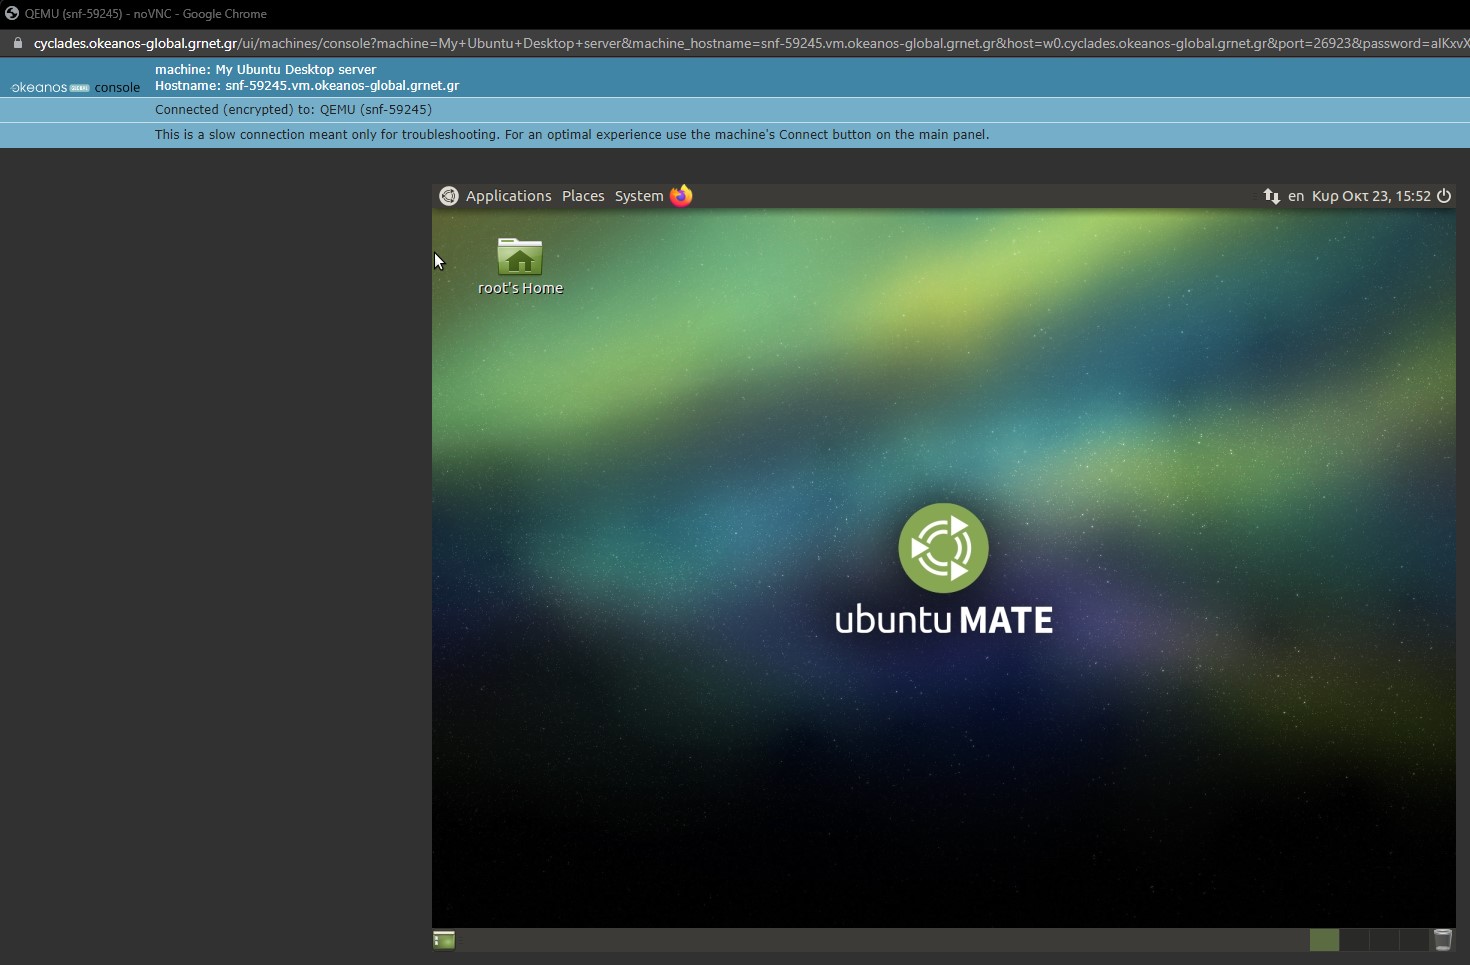 QEMU (snf-59245) - noVNC - Google Chrome
cyclades.okeanos-global.grnet.gr/ui/machines/console?machine=My+Ubuntu+Desktop+server&machine_hostname=snf-59245.vm.okeanos-global.grnet.gr&host=w0.cyclades.okeanos-global.grnet.gr&port=26923&password=
machine: My Ubuntu Desktop server
Hostname: snf-59245.vm.okeanos-global.grnet.gr
okeanos console
Connected (encrypted) to: QEMU (snf-59245)
This is a slow connection meant only for troubleshooting. For an optimal experience use the machine's Connect button on the main panel.
Applications Places System en Κυρ Οκτ 23, 15:52
root's Home
ubuntu MATE